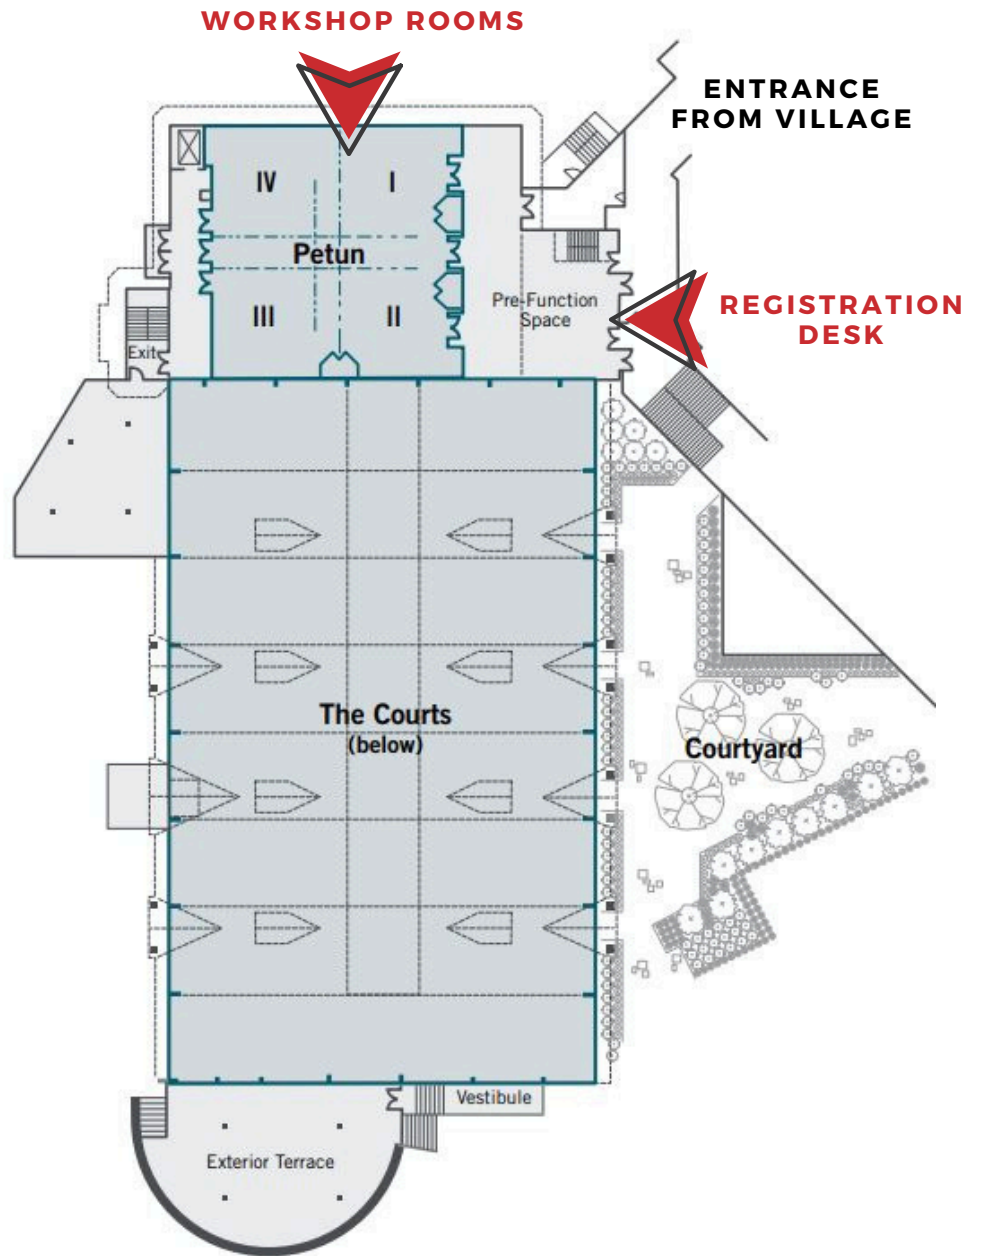 WORKSHOP ROOMS
ENTRANCE
FROM VILLAGE
IV
I
Petun
III
II
Pre-Function
Space
REGISTRATION
DESK
Exit
The Courts
(below)
Courtyard
Vestibule
Exterior Terrace